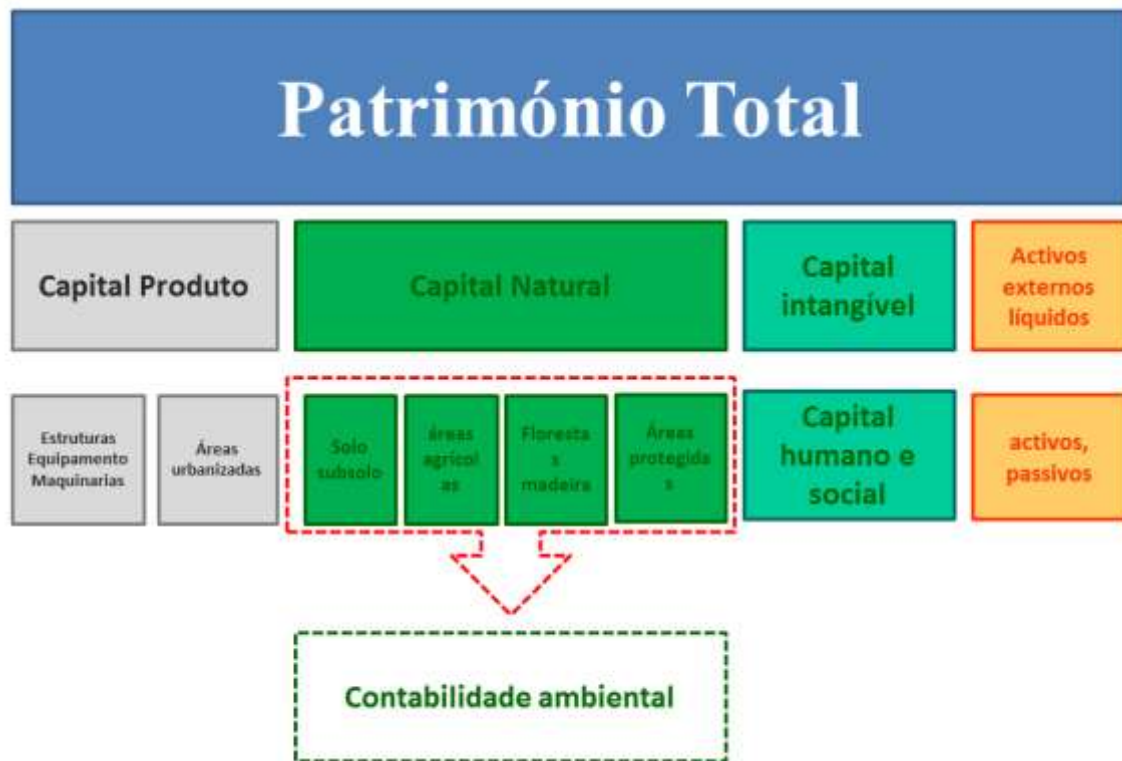 Património Total
Capital Produto
Capital Natural
Capital
intangível
Activos
externos
líquidos
Estruturas
Equipamento
Maquinarias
Áreas
urbanizadas
Solo
subsolo
áreas
agricol
as
Floresta
s
madeira
Áreas
protegida
s
Capital
humano e
social
activos,
passivos
Contabilidade ambiental